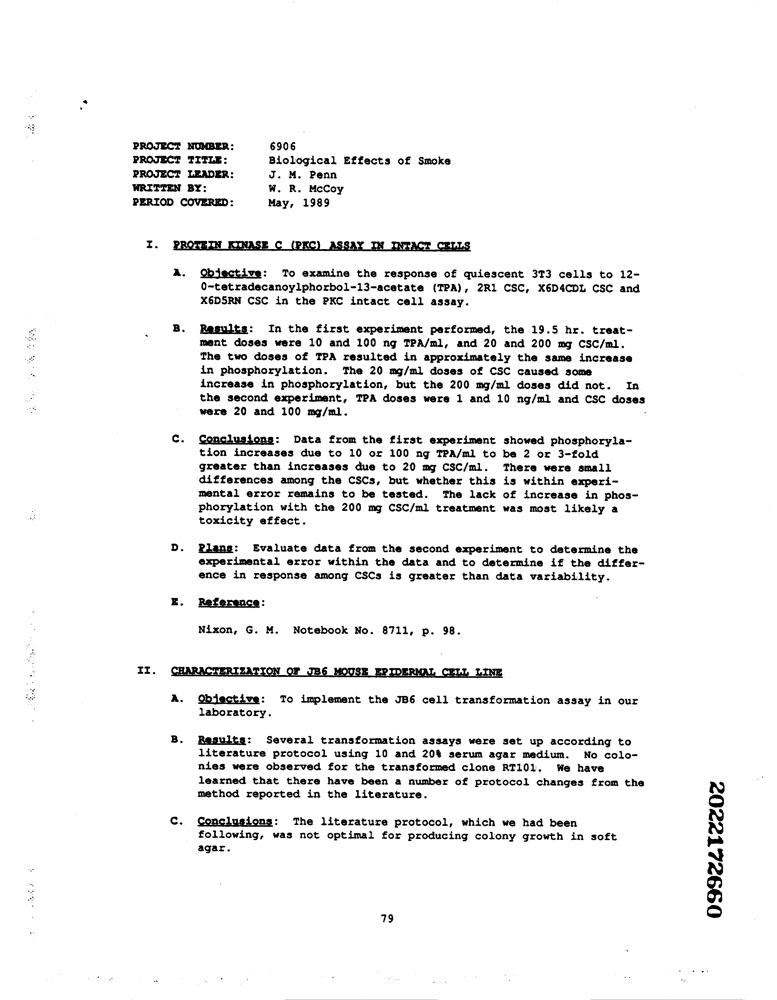 PROJECT NUMBER: 6906
PROJECT TITLE: Biological Effects of Smoke
PROJECT LEADER: J. M. Penn
WRITTEN BY: W. R. McCoy
PERIOD COVERED: May, 1989
I. PROTEIN KINASE C (PKC) ASSAY IN INTACT CELLS
A. Objective: To examine the response of quiescent 3T3 cells to 12-
0-tetradecanoylphorbol-13-acetate (TPA), 2R1 CSC, X6D4CDL CSC and
X6D5RN CSC in the PKC intact cell assay.
B. Results: In the first experiment performed, the 19.5 hr. treat-
ment doses were 10 and 100 ng TPA/ml, and 20 and 200 mg CSC/ml.
The two doses of TPA resulted in approximately the same increase
in phosphorylation. The 20 mg/ml doses of CSC caused some
increase in phosphorylation, but the 200 mg/ml doses did not. In
the second experiment, TPA doses were 1 and 10 ng/ml and CSC doses
were 20 and 100 mg/ml.
C. Conclusions: Data from the first experiment showed phosphoryla-
tion increases due to 10 or 100 ng TPA/ml to be 2 or 3-fold
greater than increases due to 20 mg CSC/ml. There were small
differences among the CSCs, but whether this is within experi-
mental error remains to be tested. The lack of increase in phos-
phorylation with the 200 mg CSC/ml treatment was most likely a
toxicity effect.
D. Plans: Evaluate data from the second experiment to determine the
experimental error within the data and to determine if the differ-
ence in response among CSCs is greater than data variability.
E. Reference:
Nixon, G. M. Notebook No. 8711, p. 98.
II. CHARACTERIZATION OF JB6 MOUSE EPIDERMAL CELL LINE
A. Objective: To implement the JB6 cell transformation assay in our
laboratory.
B. Results: Several transformation assays were set up according to
literature protocol using 10 and 20% serum agar medium. No colo-
nies were observed for the transformed clone RT101. We have
learned that there have been a number of protocol changes from the
method reported in the literature.
C. Conclusions: The literature protocol, which we had been
following, was not optimal for producing colony growth in soft
agar.
79
2022172660